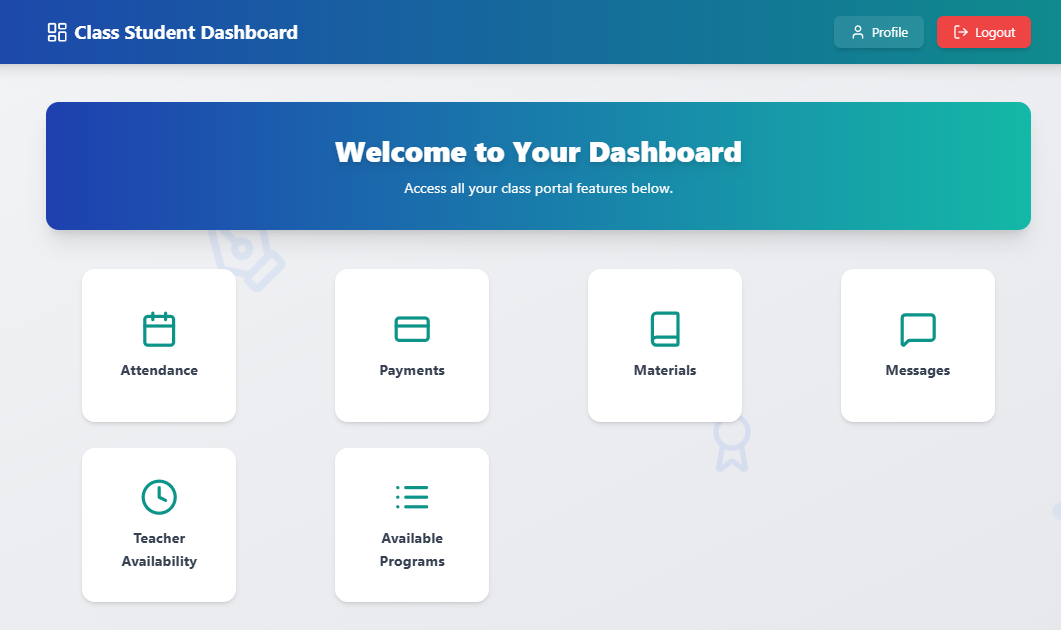 Class Student Dashboard
Profile
Logout
Welcome to Your Dashboard
Access all your class portal features below.
Attendance
Payments
Materials
Messages
Teacher
Availability
Available
Programs